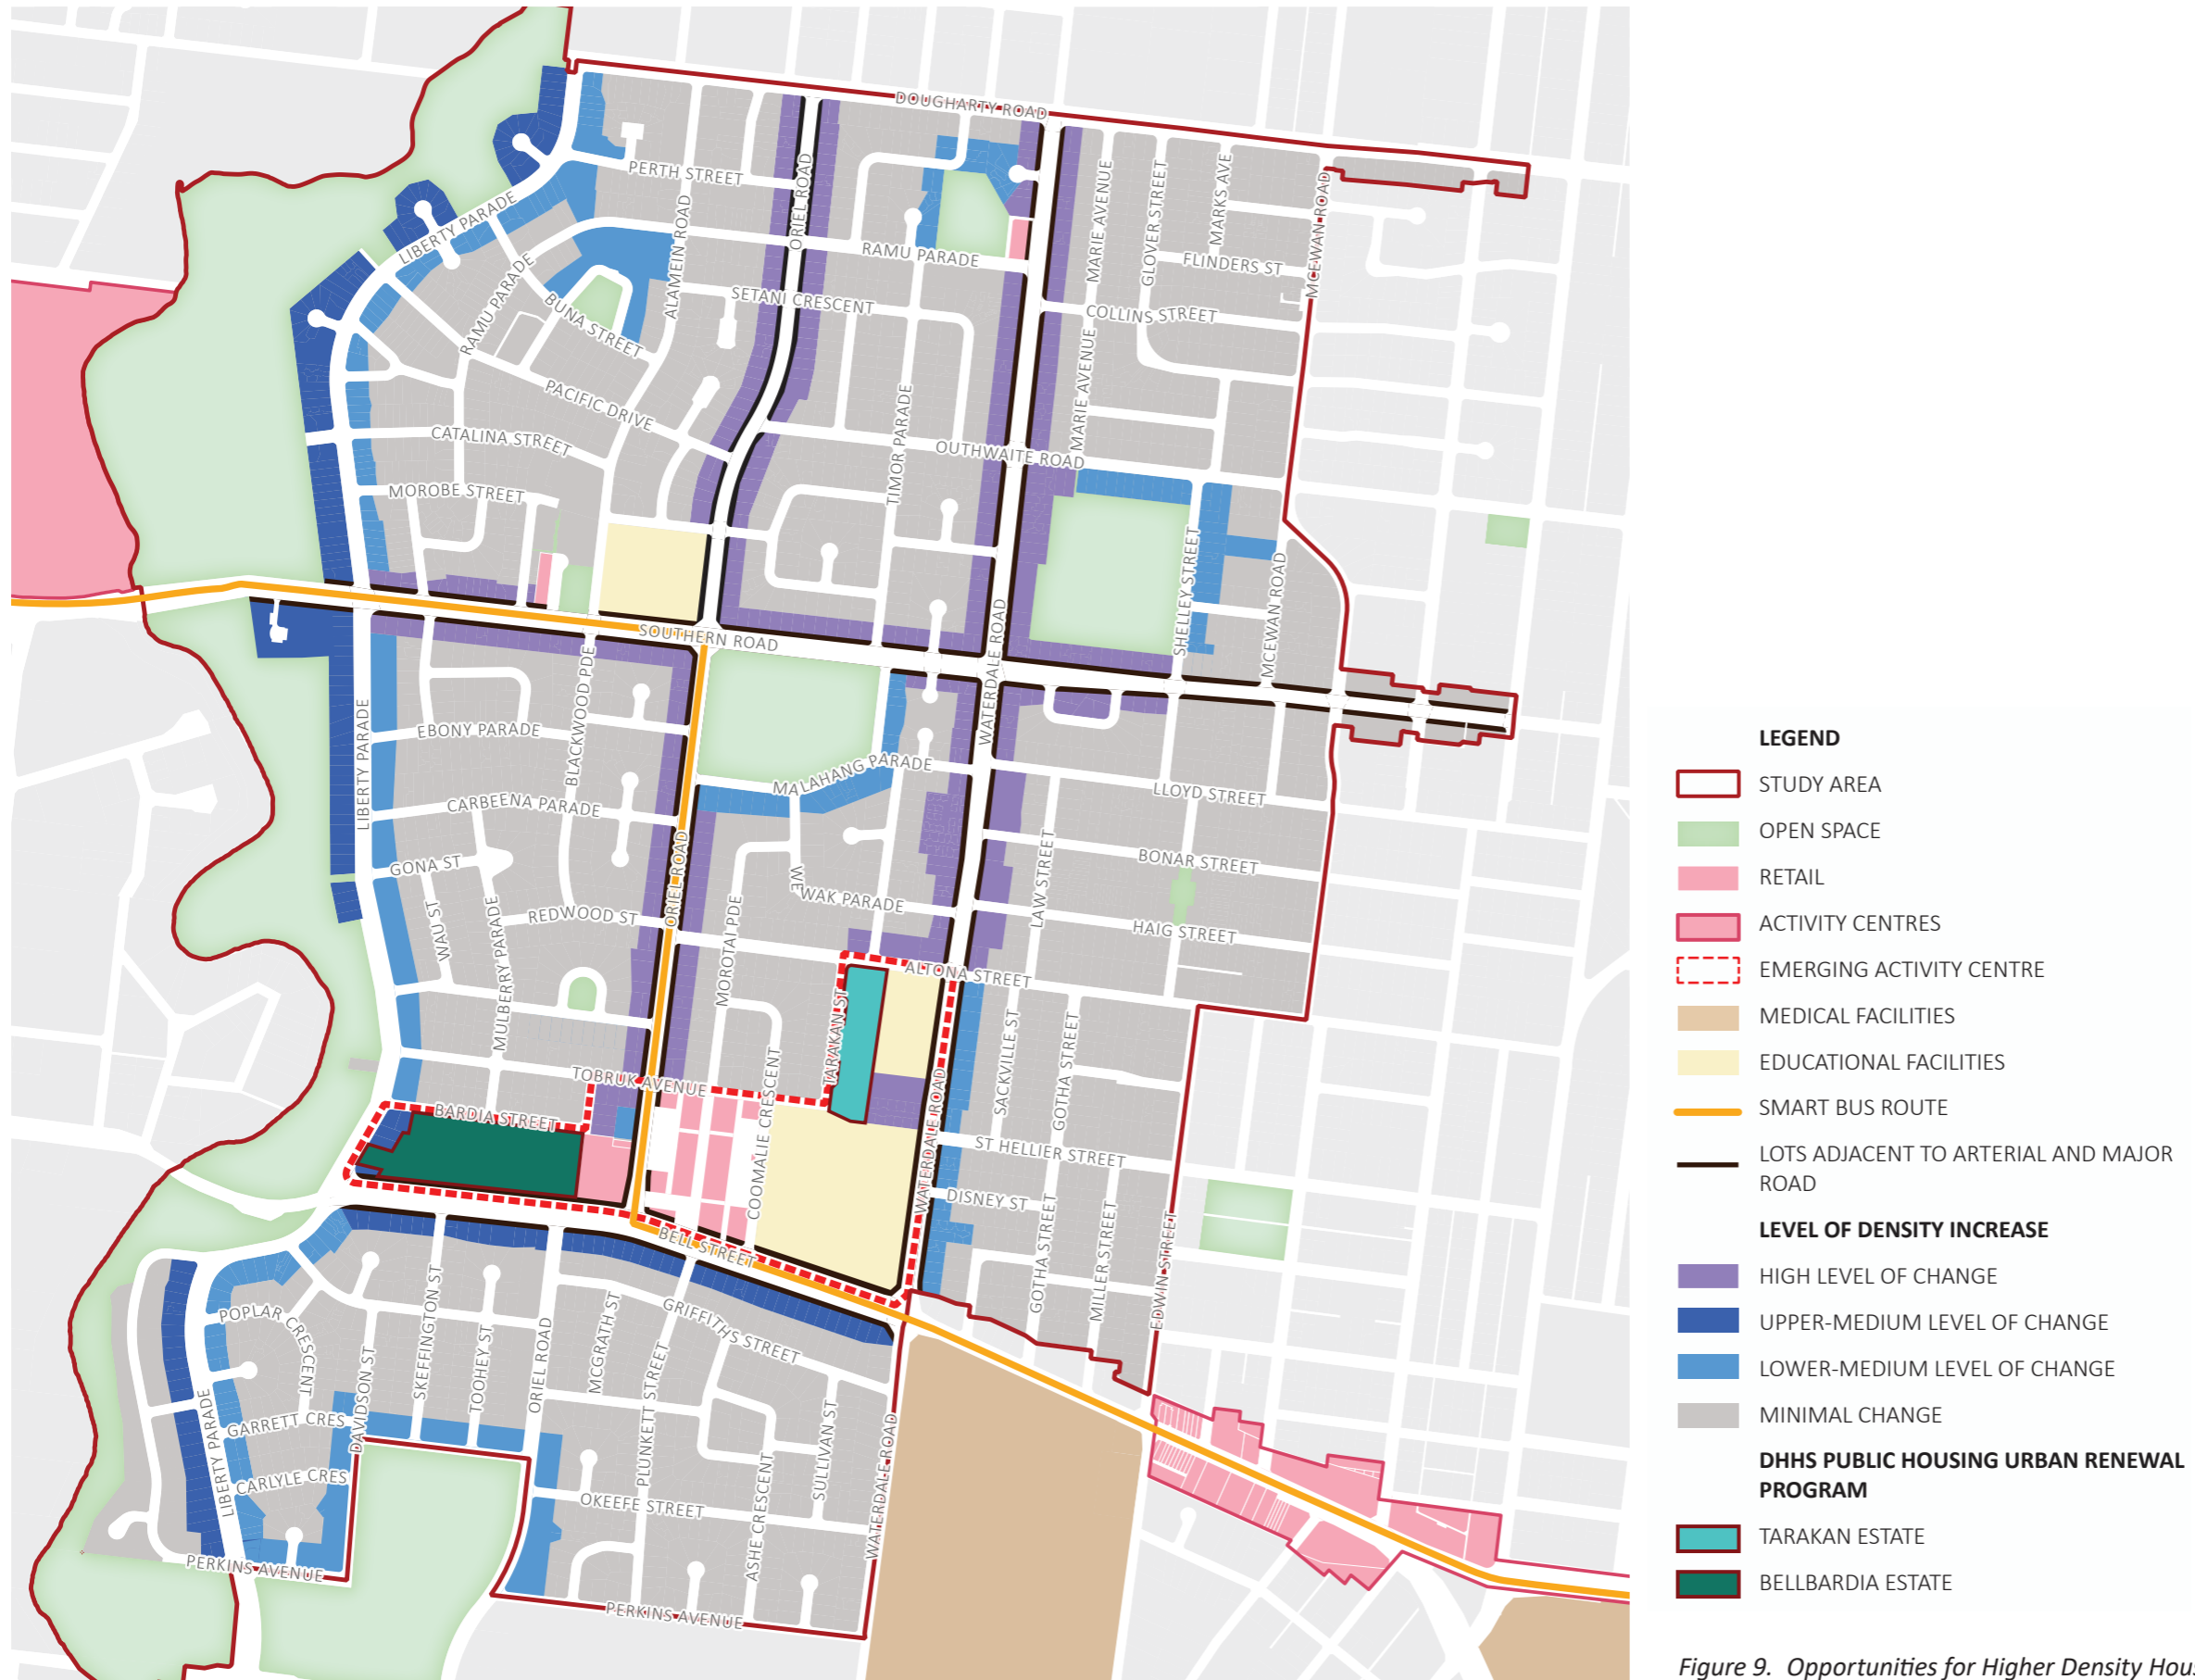 DOUGHARTY ROAD
PERTH STREET
ORIEL ROAD
MARIE AVENUE
GLOVER STREET
MARKS AVE
MCEWAN ROAD
LIBERTY PARADE
ALAMEIN ROAD
RAMU PARADE
FLINDERS ST
RAMU PARADE
BUNA STREET
SETANI CRESCENT
COLLINS STREET
MARIE AVENUE
PACIFIC DRIVE
TIMOR PARADE
CATALINA STREET
OUTHWAITE ROAD
MOROBE STREET
SHELLEY STREET
MCEWAN ROAD
SOUTHERN ROAD
WATERDALE ROAD
BLACKWOOD PDE
LIBERTY PARADE
EBONY PARADE
WATERDALE ROAD
MALAHANG PARADE
LLOYD STREET
CARBEENA PARADE
ORIEL ROAD
LAW STREET
BONAR STREET
GONA ST
WEWAK PARADE
WAU ST
MULBERRY PARADE
REDWOOD ST
MOROTAI PDE
HAIG STREET
ALTONA STREET
TARAKAN ST
SACKVILLE ST
GOTHA STREET
TOBRUK AVENUE
COOMALIE CRESCENT
WATERDALE ROAD
BARDIA STREET
ST HELLIER STREET
DISNEY ST
BELL STREET
GOTHA STREET
MILLER STREET
EDWIN STREET
POPLAR CRESCENT
SKEFFINGTON ST
TOOHEY ST
ORIEL ROAD
MCGRATH ST
GRIFFITHS STREET
PLUNKETT STREET
DAVIDSON ST
GARRETT CRES
LIBERTY PARADE
CARLYLE CRES
SULLIVAN ST
ASHE CRESCENT
WATERDALE ROAD
OKEEFE STREET
PERKINS AVENUE
PERKINS AVENUE
LEGEND
STUDY AREA
OPEN SPACE
RETAIL
ACTIVITY CENTRES
EMERGING ACTIVITY CENTRE
MEDICAL FACILITIES
EDUCATIONAL FACILITIES
SMART BUS ROUTE
LOTS ADJACENT TO ARTERIAL AND MAJOR
ROAD
LEVEL OF DENSITY INCREASE
HIGH LEVEL OF CHANGE
UPPER-MEDIUM LEVEL OF CHANGE
LOWER-MEDIUM LEVEL OF CHANGE
MINIMAL CHANGE
DHHS PUBLIC HOUSING URBAN RENEWAL
PROGRAM
TARAKAN ESTATE
BELLBARDIA ESTATE
Figure 9. Opportunities for Higher Density Hous